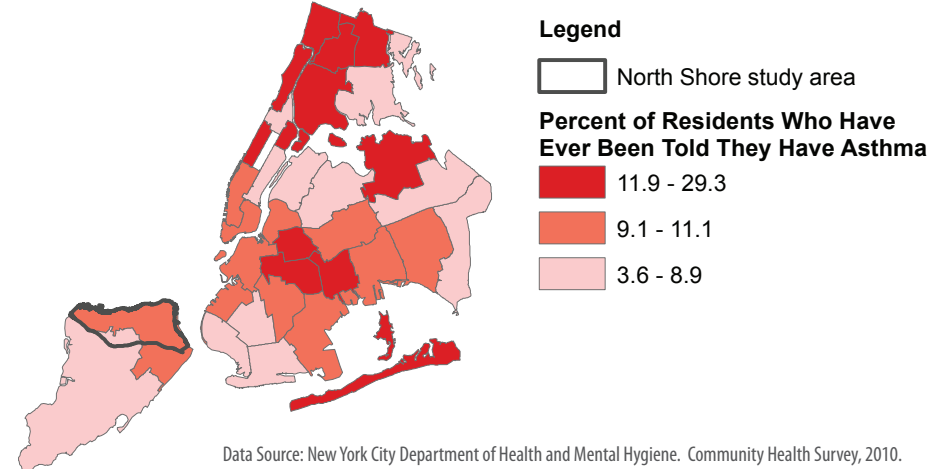 Legend
North Shore study area
Percent of Residents Who Have
Ever Been Told They Have Asthma
11.9 - 29.3
9.1 - 11.1
3.6 - 8.9
Data Source: New York City Department of Health and Mental Hygiene. Community Health Survey, 2010.